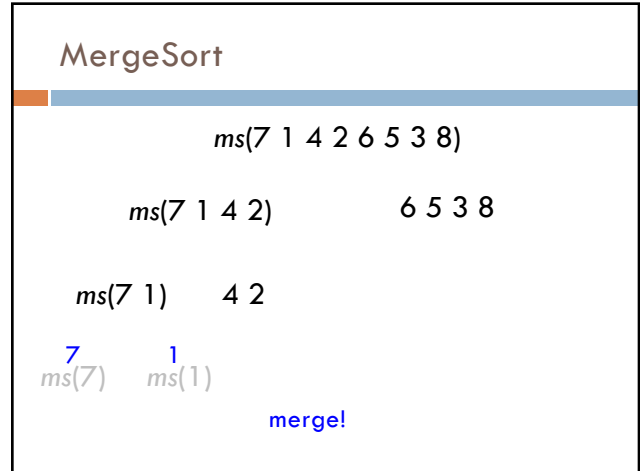 MergeSort
ms(7 1 4 2 6 5 3 8)
ms(7 1 4 2) 6 5 3 8
ms(7 1) 4 2
7 1
ms(7) ms(1)
merge!